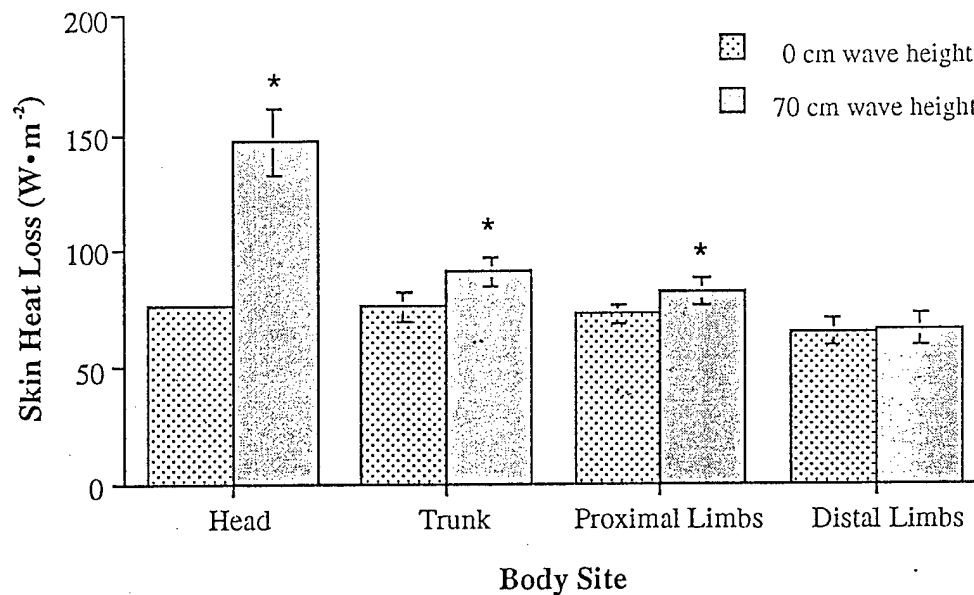 200
150
100
50
0
Skin Heat Loss (W•m⁻²)
0 cm wave height
70 cm wave height
*
*
*
Head
Trunk
Proximal Limbs
Distal Limbs
Body Site